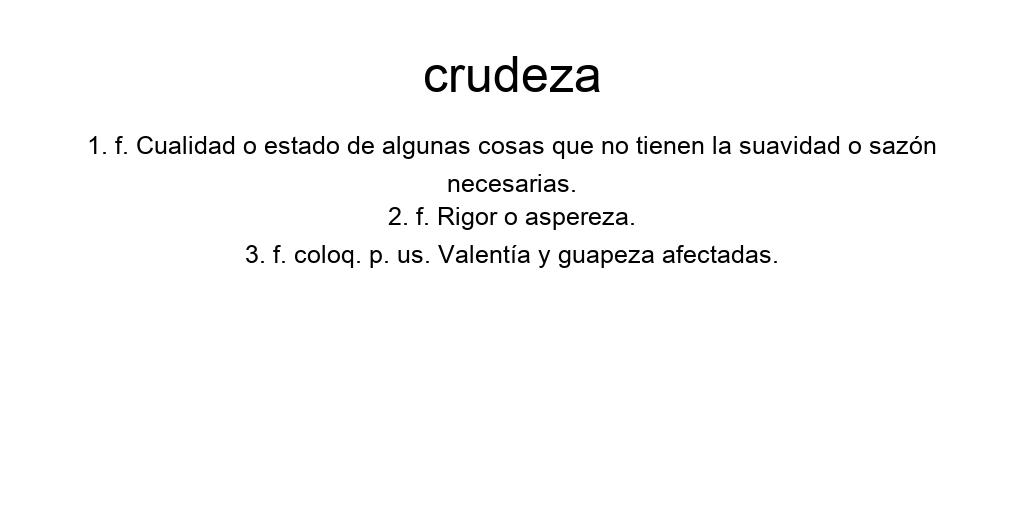 crudeza
1. f. Cualidad o estado de algunas cosas que no tienen la suavidad o sazón
necesarias.
2. f. Rigor o aspereza.
3. f. coloq. p. us. Valentía y guapeza afectadas.